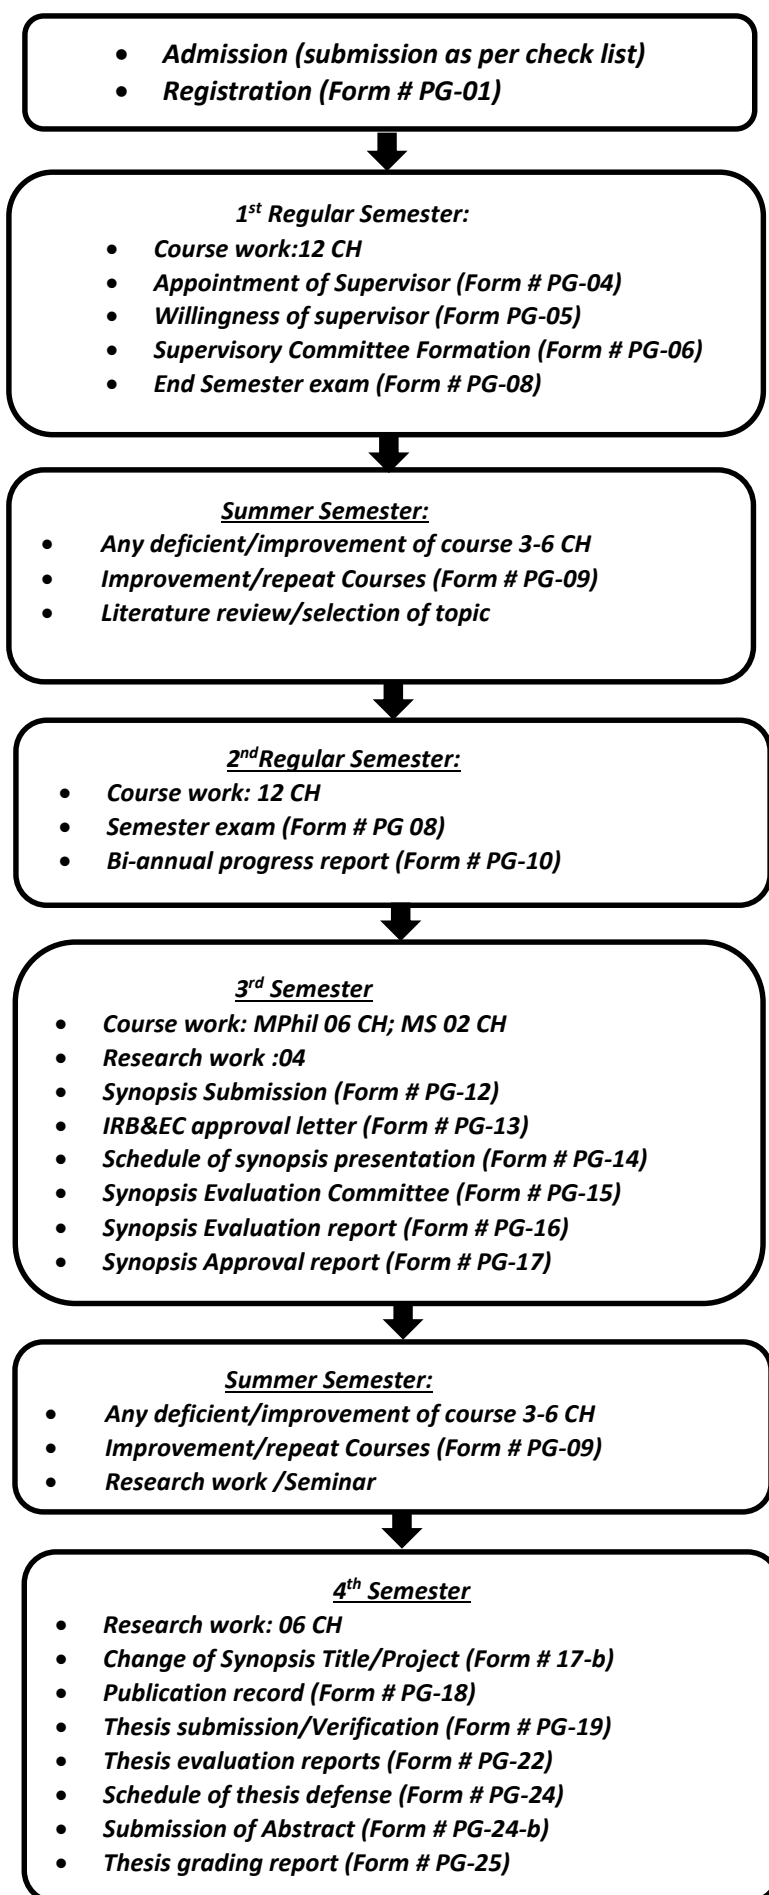 • Admission (submission as per check list)
• Registration (Form # PG-01)
1st Regular Semester:
• Course work:12 CH
• Appointment of Supervisor (Form # PG-04)
• Willingness of supervisor (Form PG-05)
• Supervisory Committee Formation (Form # PG-06)
• End Semester exam (Form # PG-08)
Summer Semester:
• Any deficient/improvement of course 3-6 CH
• Improvement/repeat Courses (Form # PG-09)
• Literature review/selection of topic
2ndRegular Semester:
• Course work: 12 CH
• Semester exam (Form # PG 08)
• Bi-annual progress report (Form # PG-10)
3rd Semester
• Course work: MPhil 06 CH; MS 02 CH
• Research work :04
• Synopsis Submission (Form # PG-12)
• IRB&EC approval letter (Form # PG-13)
• Schedule of synopsis presentation (Form # PG-14)
• Synopsis Evaluation Committee (Form # PG-15)
• Synopsis Evaluation report (Form # PG-16)
• Synopsis Approval report (Form # PG-17)
Summer Semester:
• Any deficient/improvement of course 3-6 CH
• Improvement/repeat Courses (Form # PG-09)
• Research work /Seminar
4th Semester
• Research work: 06 CH
• Change of Synopsis Title/Project (Form # 17-b)
• Publication record (Form # PG-18)
• Thesis submission/Verification (Form # PG-19)
• Thesis evaluation reports (Form # PG-22)
• Schedule of thesis defense (Form # PG-24)
• Submission of Abstract (Form # PG-24-b)
• Thesis grading report (Form # PG-25)